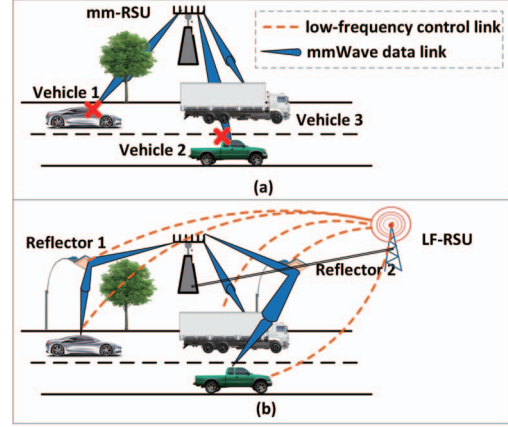 mm-RSU
low-frequency control link
mmWave data link
Vehicle 1
Vehicle 3
Vehicle 2
(a)
Reflector 1
LF-RSU
Reflector 2
(b)